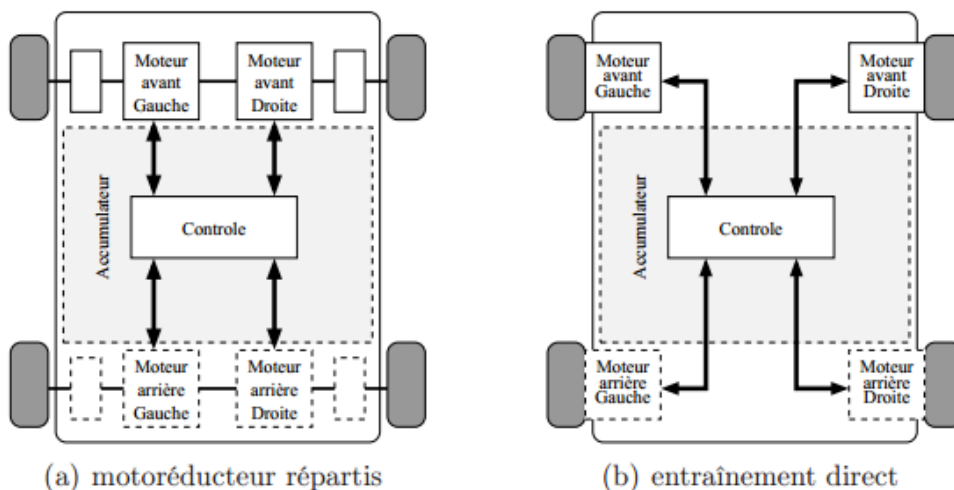 Moteur
avant
Gauche
Moteur
avant
Droite
Accumulateur
Controle
Moteur
arrière
Gauche
Moteur
arrière
Droite
(a) motoréducteur répartis
Moteur
avant
Gauche
Moteur
avant
Droite
Accumulateur
Controle
Moteur
arrière
Gauche
Moteur
arrière
Droite
(b) entraînement direct